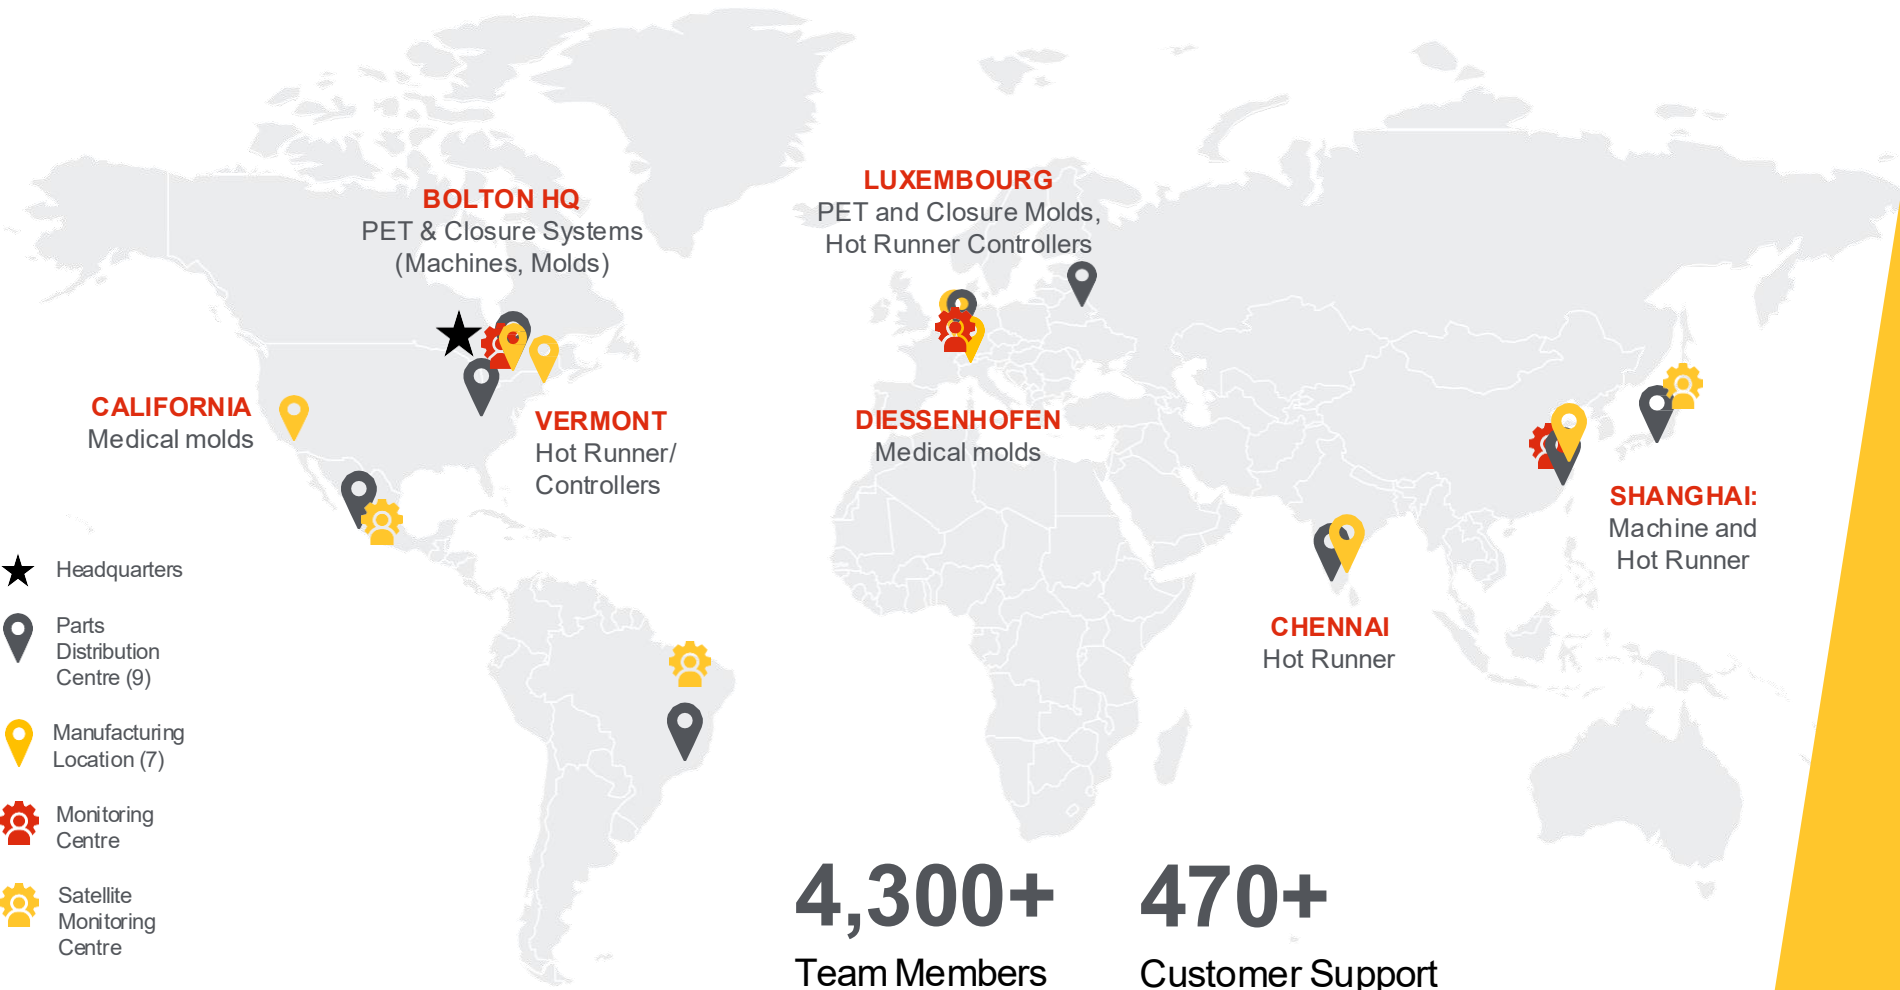 LUXEMBOURG
PET and Closure Molds,
Hot Runner Controllers
BOLTON HQ
PET & Closure Systems
(Machines, Molds)
CALIFORNIA
Medical molds
VERMONT
Hot Runner/
Controllers
DIESSENHOFEN
Medical molds
SHANGHAI:
Machine and
Hot Runner
CHENNAI
Hot Runner
Headquarters
Parts
Distribution
Centre (9)
Manufacturing
Location (7)
Monitoring
Centre
Satellite
Monitoring
Centre
4,300+
Team Members
470+
Customer Support